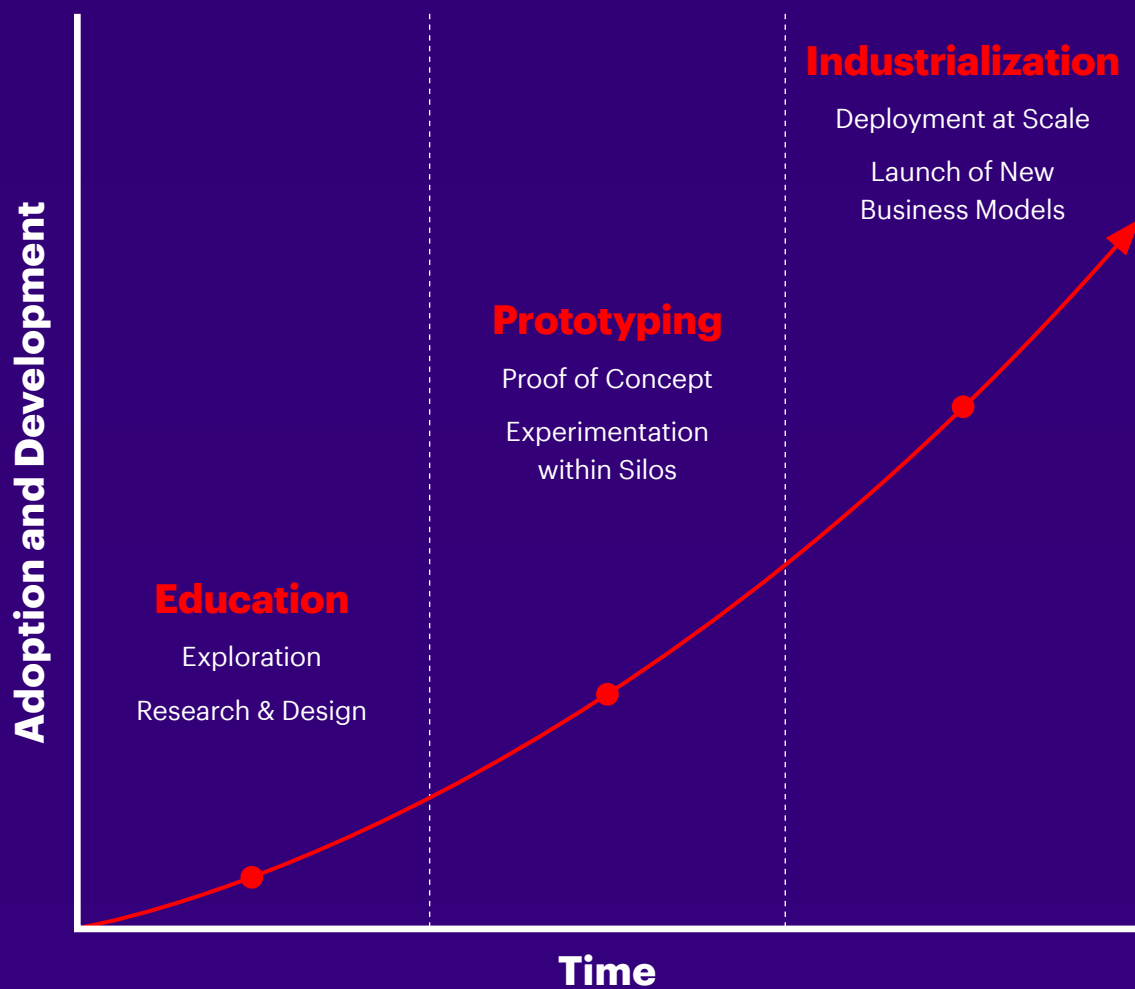 Industrialization
Deployment at Scale
Launch of New
Business Models
Prototyping
Proof of Concept
Experimentation
within Silos
Education
Exploration
Research & Design
Adoption and Development
Time